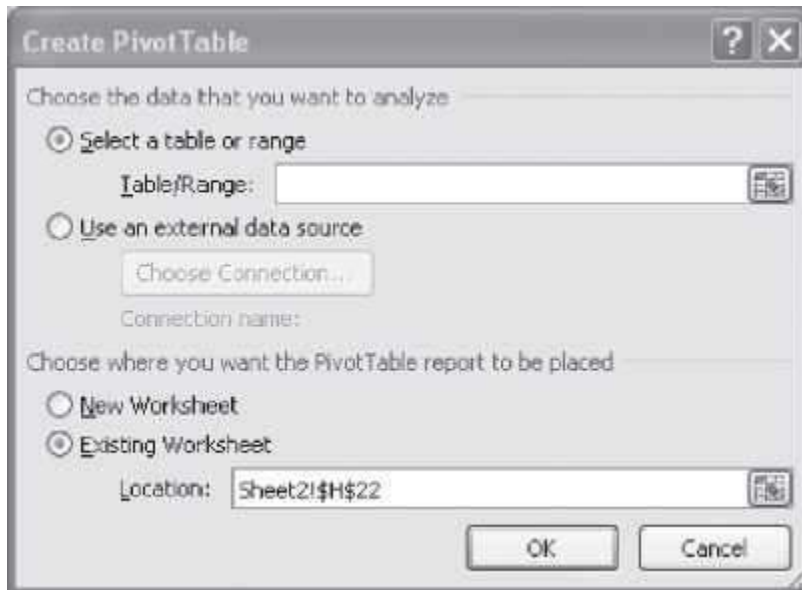 Create PivotTable
Choose the data that you want to analyze
Select a table or range
Table/Range:
Use an external data source
Choose Connection...
Connection name:
Choose where you want the PivotTable report to be placed
New Worksheet
Existing Worksheet
Location: Sheet2!$H$22
OK Cancel